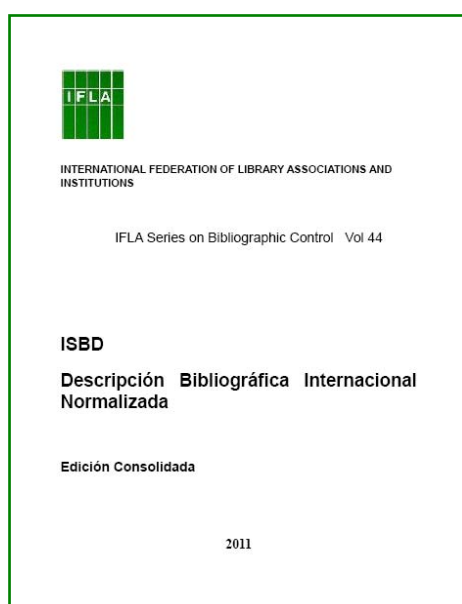 IFLA
INTERNATIONAL FEDERATION OF LIBRARY ASSOCIATIONS AND
INSTITUTIONS
IFLA Series on Bibliographic Control Vol 44
ISBD
Descripción Bibliográfica Internacional
Normalizada
Edición Consolidada
2011